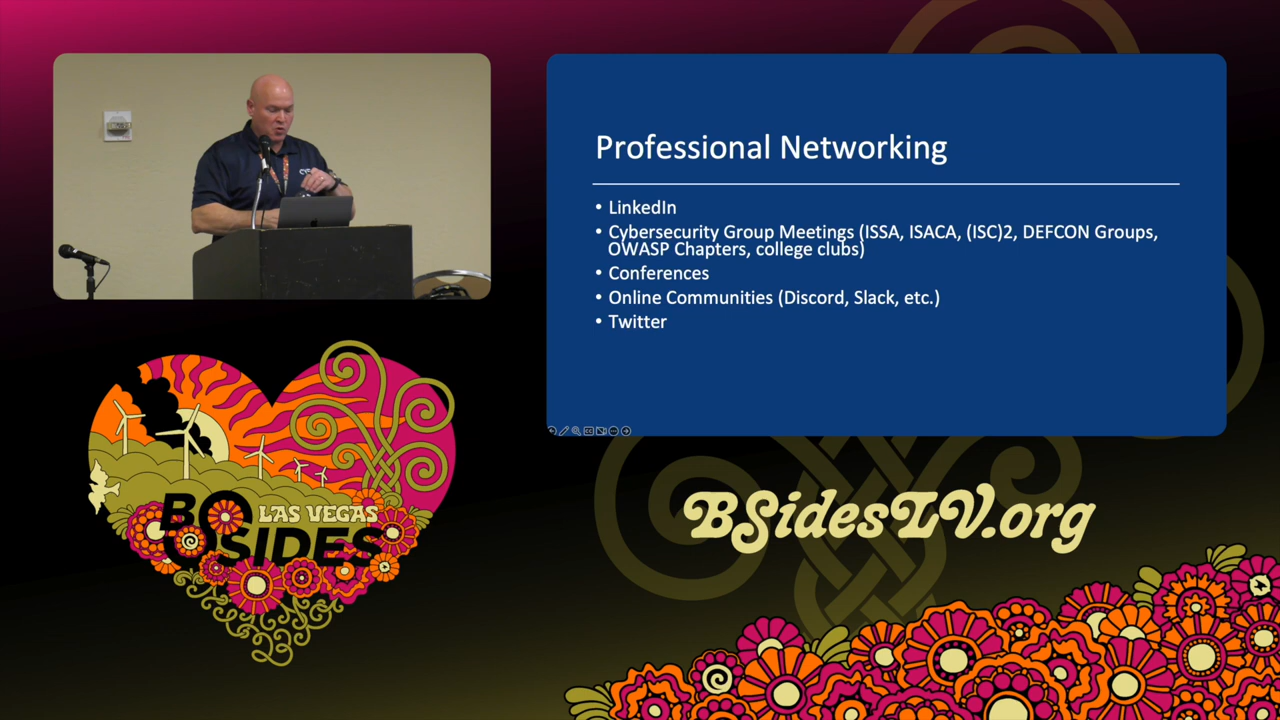 Professional Networking
• LinkedIn
• Cybersecurity Group Meetings (ISSA, ISACA, (ISC)2, DEFCON Groups,
OWASP Chapters, college clubs)
• Conferences
• Online Communities (Discord, Slack, etc.)
• Twitter
LAS VEGAS
BSIDES
23
BSidesLV.org